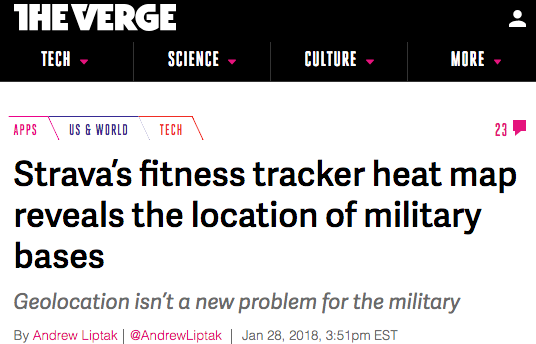 THE VERGE
TECH SCIENCE CULTURE MORE
APPS US & WORLD TECH 23
Strava's fitness tracker heat map
reveals the location of military
bases
Geolocation isn't a new problem for the military
By Andrew Liptak | @AndrewLiptak | Jan 28, 2018, 3:51pm EST